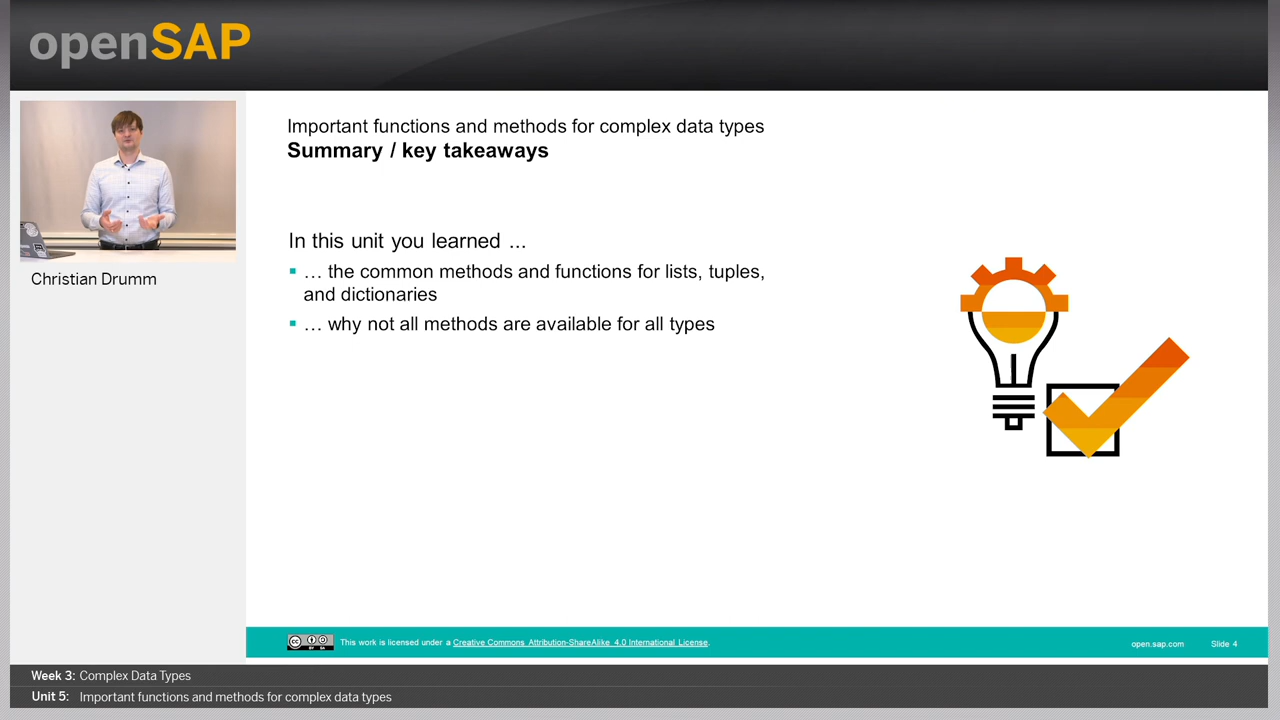 openSAP
Important functions and methods for complex data types
Summary / key takeaways
In this unit you learned ...
▪ … the common methods and functions for lists, tuples,
and dictionaries
▪ … why not all methods are available for all types
Christian Drumm
This work is licensed under a Creative Commons Attribution-ShareAlike 4.0 International License.
open.sap.com Slide 4
Week 3: Complex Data Types
Unit 5: Important functions and methods for complex data types